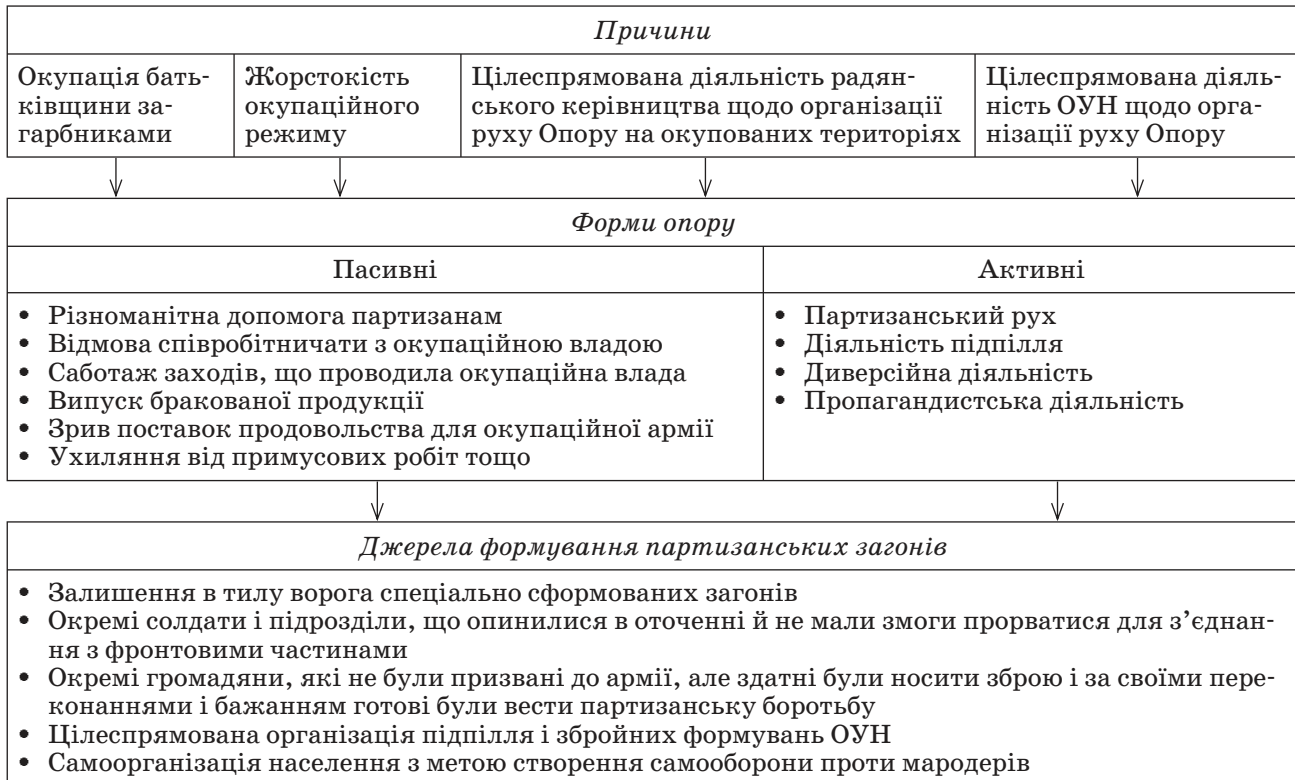 Причини
Окупація бать-
ківщини за-
гарбниками
Жорстокість
окупаційного
режиму
Цілеспрямована діяльність радян-
ського керівництва щодо організації
руху Опору на окупованих територіях
Цілеспрямована дія-
льність ОУН щодо орга-
нізації руху Опору
Форми опору
Пасивні
• Різноманітна допомога партизанам
• Відмова співробітничати з окупаційною владою
• Саботаж заходів, що проводила окупаційна влада
• Випуск бракованої продукції
• Зрив поставок продовольства для окупаційної армії
• Ухиляння від примусових робіт тощо
Активні
• Партизанський рух
• Діяльність підпілля
• Диверсійна діяльність
• Пропагандистська діяльність
Джерела формування партизанських загонів
• Залишення в тилу ворога спеціально сформованих загонів
• Окремі солдати і підрозділи, що опинилися в оточенні й не мали змоги прорватися для з’єднан-
ня з фронтовими частинами
• Окремі громадяни, які не були призвані до армії, але здатні були носити зброю і за своїми пере-
конаннями і бажанням готові були вести партизанську боротьбу
• Цілеспрямована організація підпілля і збройних формувань ОУН
• Самоорганізація населення з метою створення самооборони проти мародерів